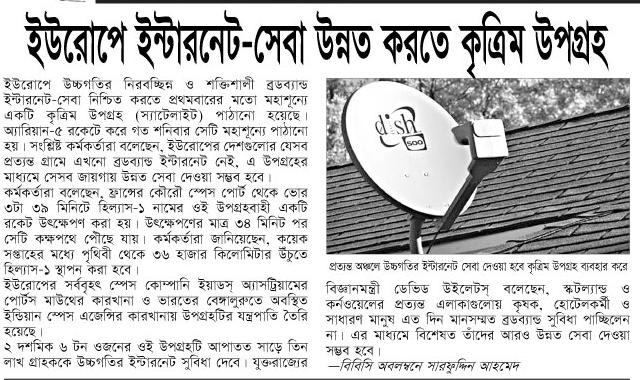 ইউরোপে ইন্টারনেট-সেবা উন্নত করতে কৃত্রিম উপগ্রহ
ইউরোপে উচ্চগতির নিরবচ্ছিন্ন ও শক্তিশালী ব্রডব্যান্ড
ইন্টারনেট-সেবা নিশ্চিত করতে প্রথমবারের মতো মহাশূন্যে
একটি কৃত্রিম উপগ্রহ (স্যাটেলাইট) পাঠানো হয়েছে।
অ্যারিয়ান-৫ রকেটে করে গত শনিবার সেটি মহাশূন্যে পাঠানো
হয়। সংশ্লিষ্ট কর্মকর্তারা বলেছেন, ইউরোপের দেশগুলোর যেসব
প্রত্যন্ত গ্রামে এখনো ব্রডব্যান্ড ইন্টারনেট নেই, এ উপগ্রহের
মাধ্যমে সেসব জায়গায় উন্নত সেবা দেওয়া সম্ভব হবে।
কর্মকর্তারা বলেছেন, ফ্রান্সের কৌরৌ স্পেস পোর্ট থেকে ভোর
৩টা ৩৯ মিনিটে হিল্যাস-১ নামের ওই উপগ্রহবাহী একটি
রকেট উৎক্ষেপণ করা হয়। উৎক্ষেপণের মাত্র ৩৪ মিনিট পর
সেটি কক্ষপথে পৌঁছে যায়। কর্মকর্তারা জানিয়েছেন, কয়েক
সপ্তাহের মধ্যে পৃথিবী থেকে ৩৬ হাজার কিলোমিটার উঁচুতে
হিল্যাস-১ স্থাপন করা হবে।
ইউরোপের সর্ববৃহৎ স্পেস কোম্পানি ইয়াডস্ অ্যাসট্রিয়ামের
পোর্টস মাউথের কারখানা ও ভারতের বেঙ্গালুরুতে অবস্থিত
ইন্ডিয়ান স্পেস এজেন্সির কারখানায় উপগ্রহটির যন্ত্রপাতি তৈরি
হয়েছে।
২ দশমিক ৬ টন ওজনের ওই উপগ্রহটি আপাতত সাড়ে তিন
লাখ গ্রাহককে উচ্চগতির ইন্টারনেট সুবিধা দেবে। যুক্তরাজ্যের
dish
500
প্রত্যন্ত অঞ্চলে উচ্চগতির ইন্টারনেট সেবা দেওয়া হবে কৃত্রিম উপগ্রহ ব্যবহার করে
বিজ্ঞানমন্ত্রী ডেভিড উইলেটস্ বলেছেন, স্কটল্যান্ড ও
কর্নওয়েলের প্রত্যন্ত এলাকাগুলোয় কৃষক, হোটেলকর্মী ও
সাধারণ মানুষ এত দিন মানসম্মত ব্রডব্যান্ড সুবিধা পাচ্ছিলেন
না। এর মাধ্যমে বিশেষত তাঁদের আরও উন্নত সেবা দেওয়া
সম্ভব হবে।
—বিবিসি অবলম্বনে সারফুদ্দিন আহমেদ